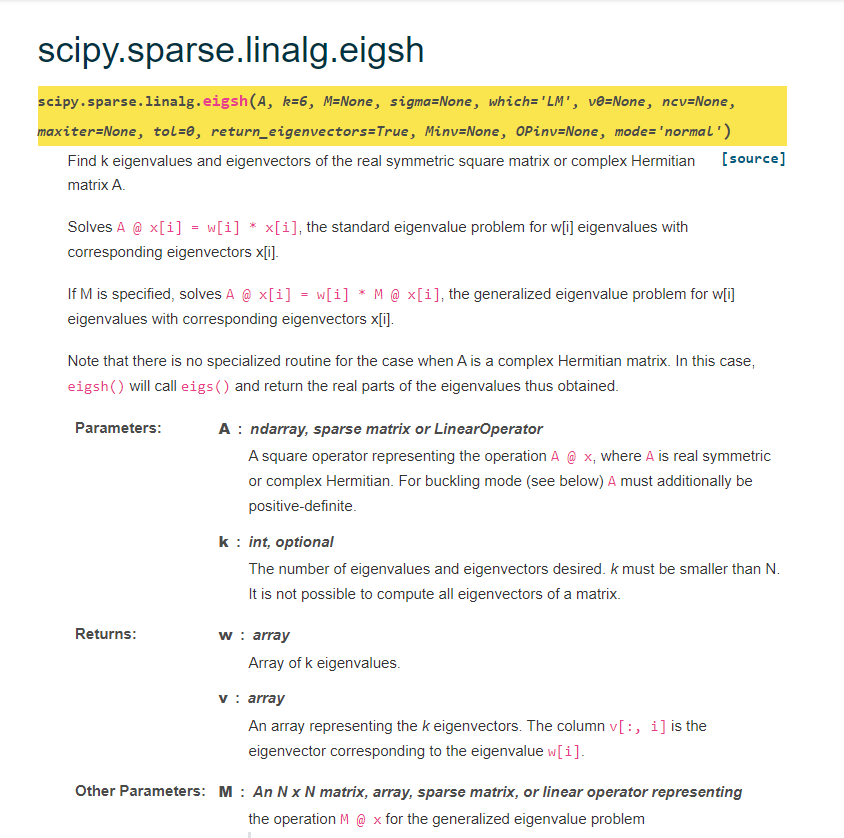 scipy.sparse.linalg.eigsh
scipy.sparse.linalg.eigsh(A, k=6, M=None, sigma=None, which='LM', v0=None, ncv=None,
maxiter=None, tol=0, return_eigenvectors=True, Minv=None, OPinv=None, mode='normal')
Find k eigenvalues and eigenvectors of the real symmetric square matrix or complex Hermitian [source]
matrix A.
Solves A @ x[i] = w[i] * x[i], the standard eigenvalue problem for w[i] eigenvalues with
corresponding eigenvectors x[i].
If M is specified, solves A @ x[i] = w[i] * M @ x[i], the generalized eigenvalue problem for w[i]
eigenvalues with corresponding eigenvectors x[i].
Note that there is no specialized routine for the case when A is a complex Hermitian matrix. In this case,
eigsh() will call eigs() and return the real parts of the eigenvalues thus obtained.
Parameters: A : ndarray, sparse matrix or LinearOperator
A square operator representing the operation A @ x, where A is real symmetric
or complex Hermitian. For buckling mode (see below) A must additionally be
positive-definite.
k : int, optional
The number of eigenvalues and eigenvectors desired. k must be smaller than N.
It is not possible to compute all eigenvectors of a matrix.
Returns: w : array
Array of k eigenvalues.
v : array
An array representing the k eigenvectors. The column v[:, i] is the
eigenvector corresponding to the eigenvalue w[i].
Other Parameters: M : An N x N matrix, array, sparse matrix, or linear operator representing
the operation M @ x for the generalized eigenvalue problem